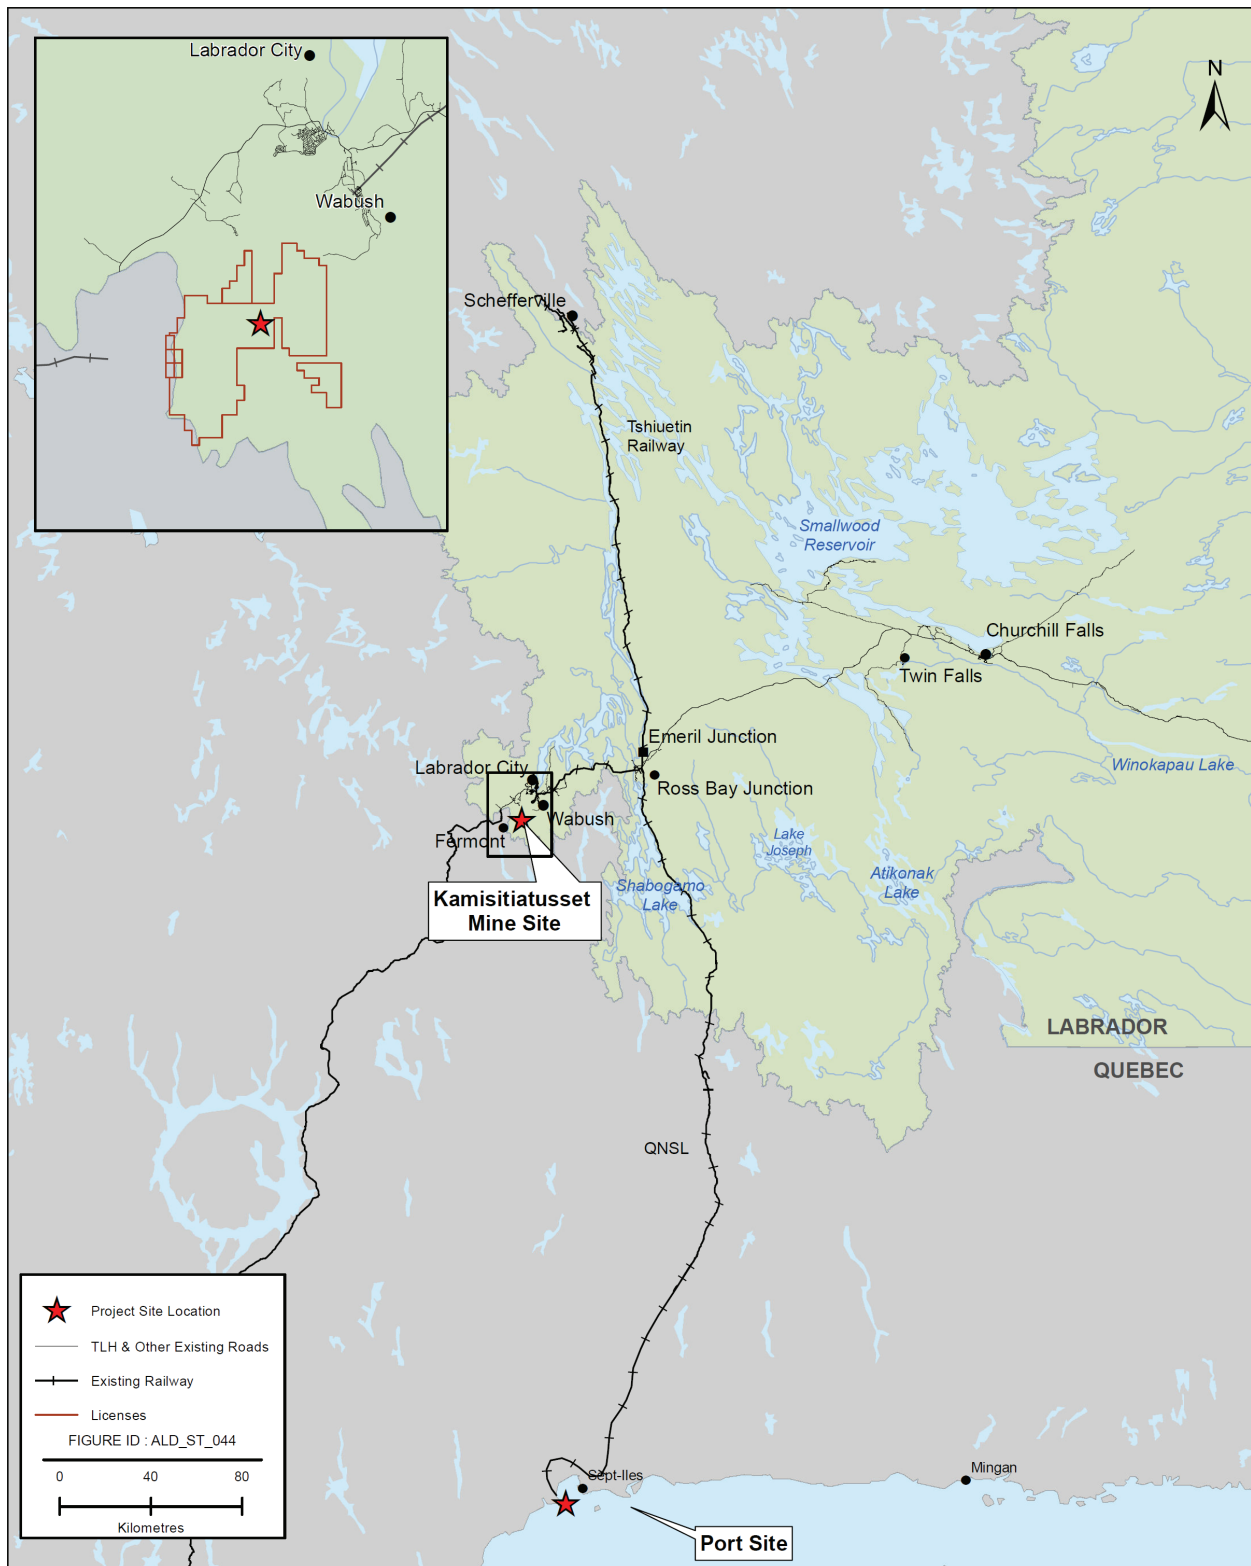 Labrador City
Wabush
N
Schefferville
Tshiuetin
Railway
Smallwood
Reservoir
Churchill Falls
Twin Falls
Emeril Junction
Winokapau Lake
Labrador City
Ross Bay Junction
Wabush
Fermont
Lake
Joseph
Atikonak
Lake
Shabogamo
Lake
Kamisitiatusset
Mine Site
LABRADOR
QUEBEC
QNSL
Project Site Location
TLH & Other Existing Roads
Existing Railway
Licenses
FIGURE ID : ALD_ST_044
0 40 80
Kilometres
Sept-Iles
Mingan
Port Site